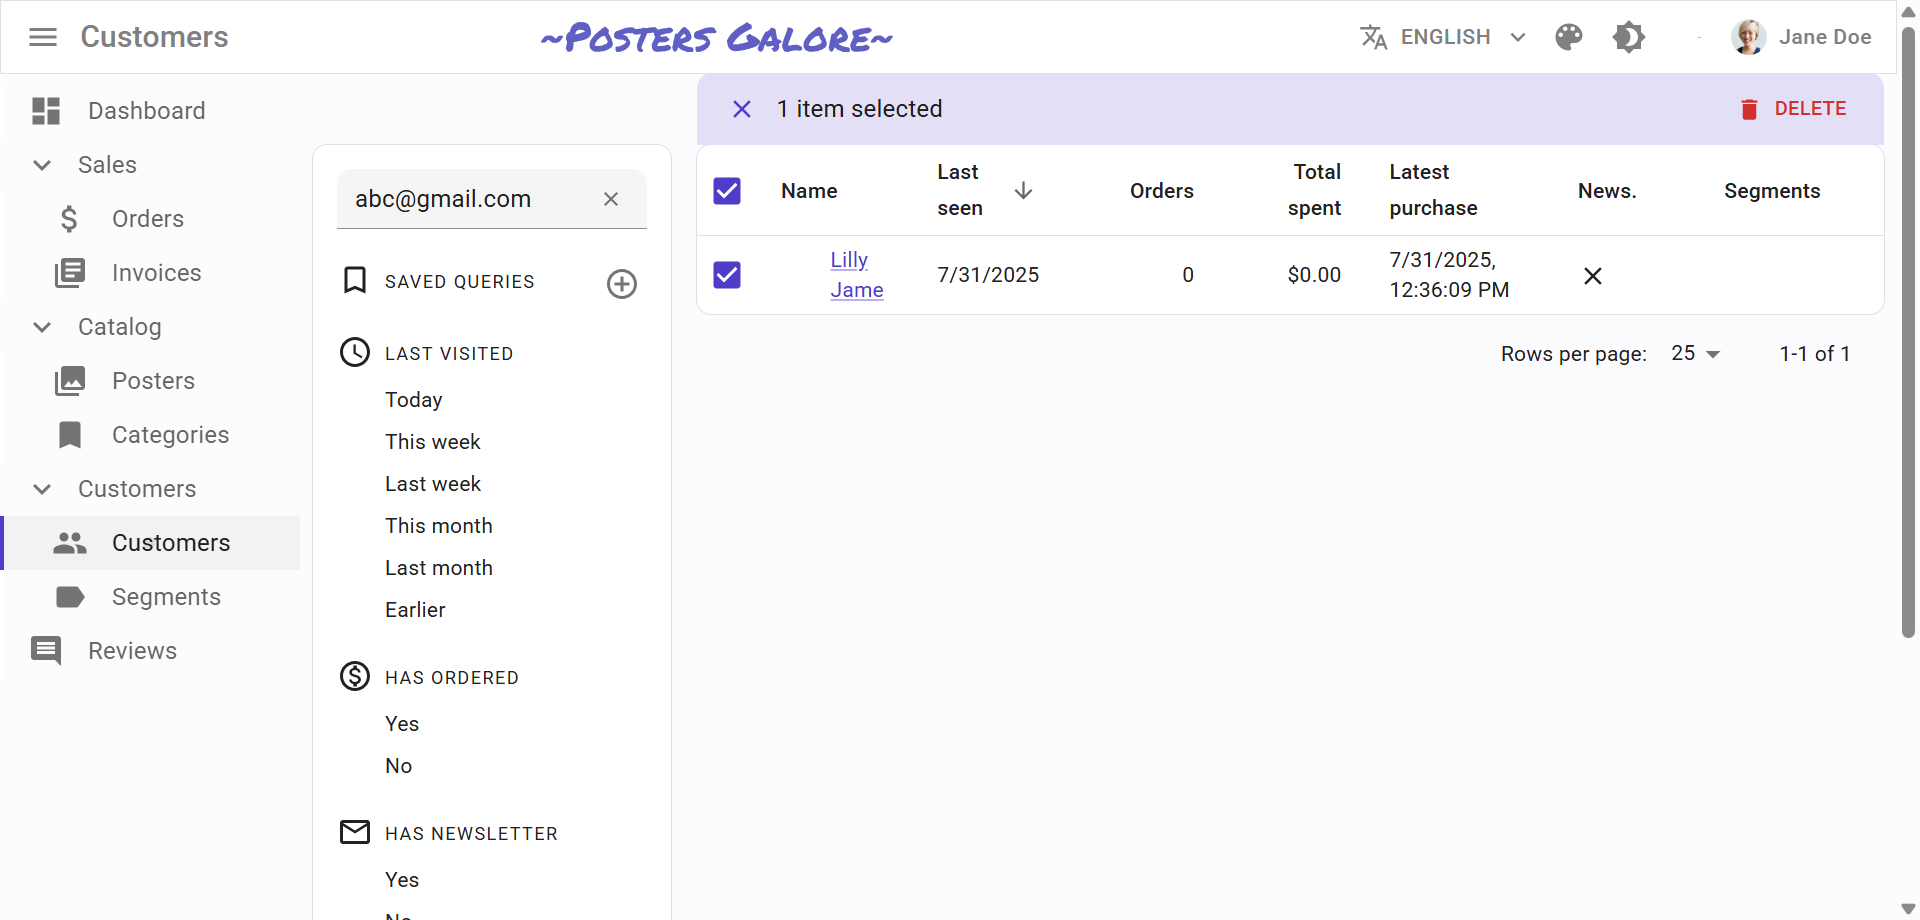 Customers
~Posters Galore~
ENGLISH
Jane Doe
Dashboard
Sales
Orders
Invoices
Catalog
Posters
Categories
Customers
Customers
Segments
Reviews
abc@gmail.com
SAVED QUERIES
LAST VISITED
Today
This week
Last week
This month
Last month
Earlier
HAS ORDERED
Yes
No
HAS NEWSLETTER
Yes
No
1 item selected
DELETE
Name
Last
seen
Orders
Total
spent
Latest
purchase
News.
Segments
Lilly
Jame
7/31/2025
0
$0.00
7/31/2025,
12:36:09 PM
Rows per page:
25
1-1 of 1